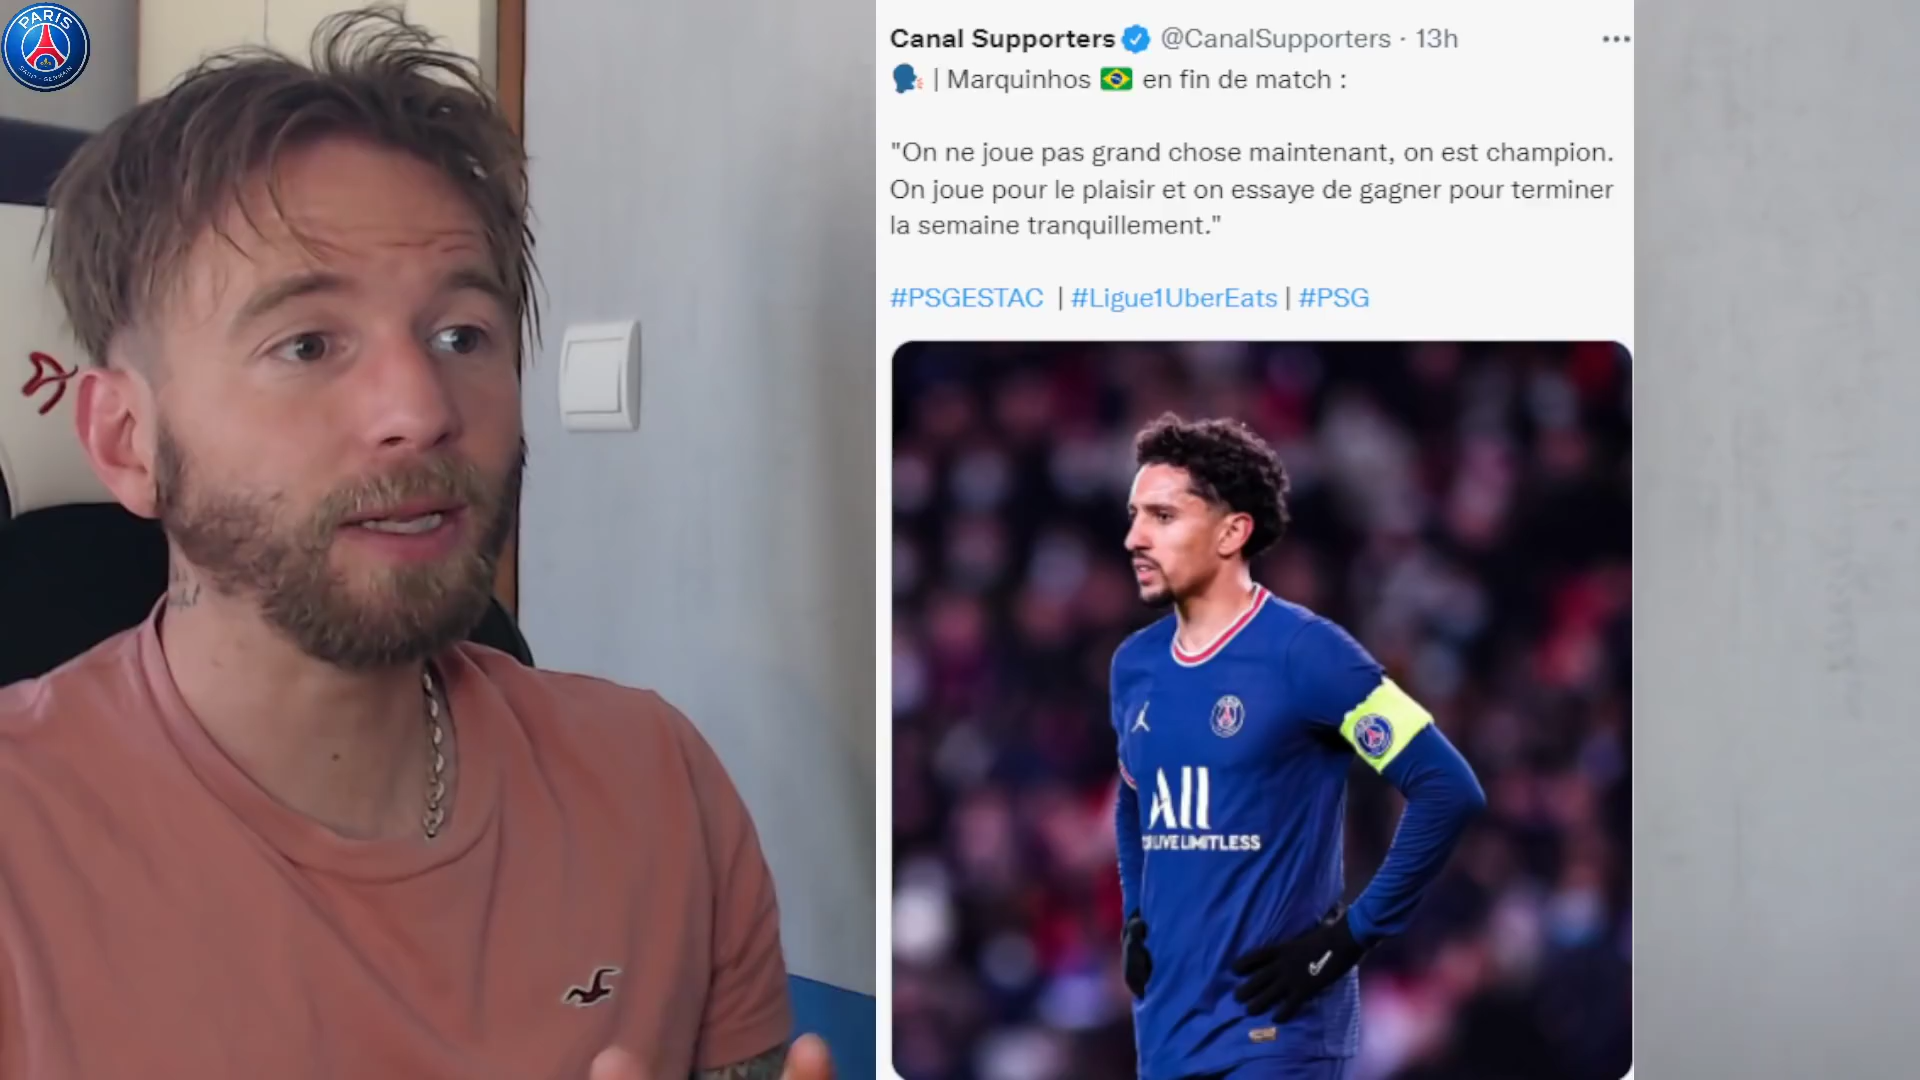 PARIS
SAINT-GERMAIN
Canal Supporters @CanalSupporters · 13h
| Marquinhos en fin de match :
"On ne joue pas grand chose maintenant, on est champion.
On joue pour le plaisir et on essaye de gagner pour terminer
la semaine tranquillement."
#PSGESTAC | #Ligue1UberEats | #PSG
All
LIVE LIMITLESS